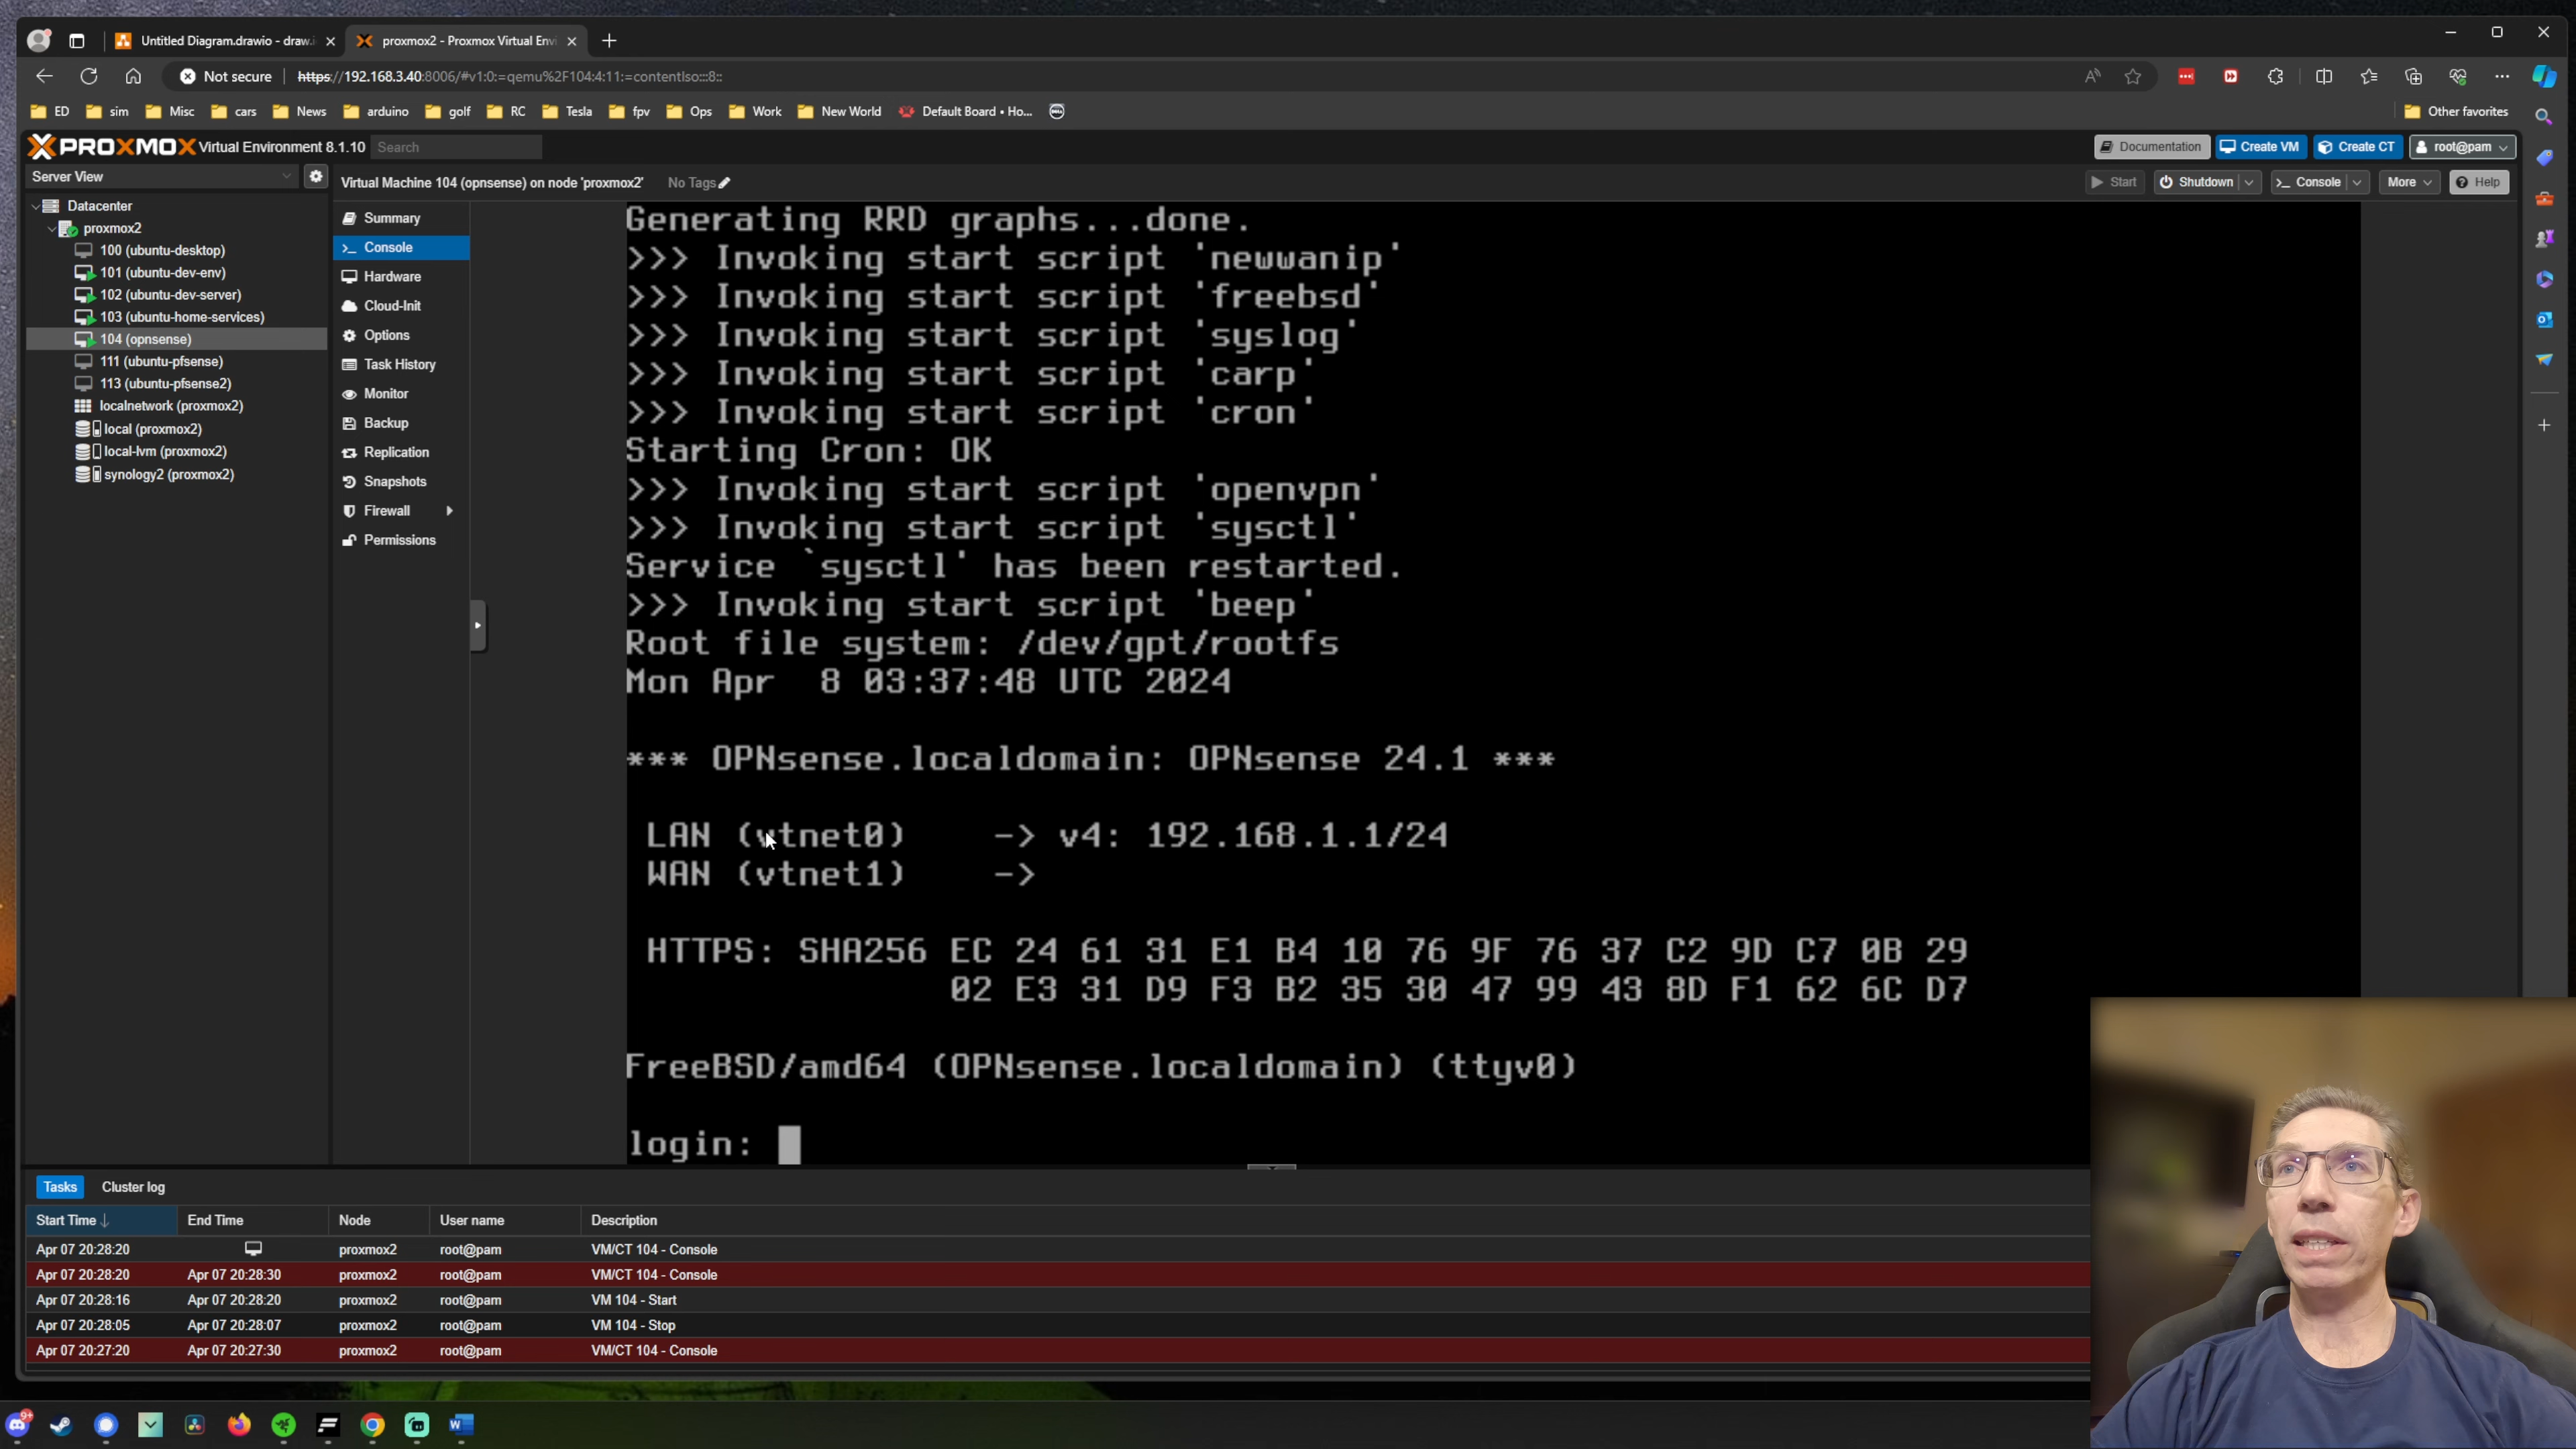 Untitled Diagram.drawio - draw.i
proxmox2 - Proxmox Virtual Envi
Not secure
https://192.168.3.40:8006/#v1:0:=qemu%2F104:4:11:=contentIso:::8::
ED
sim
Misc
cars
News
arduino
golf
RC
Tesla
fpv
Ops
Work
New World
Default Board • Ho...
Other favorites
PROXMOX Virtual Environment 8.1.10
Search
Documentation
Create VM
Create CT
root@pam
Server View
Virtual Machine 104 (opnsense) on node 'proxmox2'
No Tags
Start
Shutdown
Console
More
Help
Datacenter
proxmox2
100 (ubuntu-desktop)
101 (ubuntu-dev-env)
102 (ubuntu-dev-server)
103 (ubuntu-home-services)
104 (opnsense)
111 (ubuntu-pfsense)
113 (ubuntu-pfsense2)
localnetwork (proxmox2)
local (proxmox2)
local-lvm (proxmox2)
synology2 (proxmox2)
Summary
Console
Hardware
Cloud-Init
Options
Task History
Monitor
Backup
Replication
Snapshots
Firewall
Permissions
Generating RRD graphs...done.
>>> Invoking start script 'newwanip'
>>> Invoking start script 'freebsd'
>>> Invoking start script 'syslog'
>>> Invoking start script 'carp'
>>> Invoking start script 'cron'
Starting Cron: OK
>>> Invoking start script 'openvpn'
>>> Invoking start script 'sysctl'
Service `sysctl' has been restarted.
>>> Invoking start script 'beep'
Root file system: /dev/gpt/rootfs
Mon Apr  8 03:37:48 UTC 2024
*** OPNsense.localdomain: OPNsense 24.1 ***
LAN (vtnet0)    -> v4: 192.168.1.1/24
WAN (vtnet1)    ->
HTTPS: SHA256 EC 24 61 31 E1 B4 10 76 9F 76 37 C2 9D C7 0B 29
02 E3 31 D9 F3 B2 35 30 47 99 43 8D F1 62 6C D7
FreeBSD/amd64 (OPNsense.localdomain) (ttyv0)
login:
Tasks
Cluster log
Start Time
End Time
Node
User name
Description
Apr 07 20:28:20 proxmox2 root@pam VM/CT 104 - Console
Apr 07 20:28:20 Apr 07 20:28:30 proxmox2 root@pam VM/CT 104 - Console
Apr 07 20:28:16 Apr 07 20:28:20 proxmox2 root@pam VM 104 - Start
Apr 07 20:28:05 Apr 07 20:28:07 proxmox2 root@pam VM 104 - Stop
Apr 07 20:27:20 Apr 07 20:27:30 proxmox2 root@pam VM/CT 104 - Console
9+